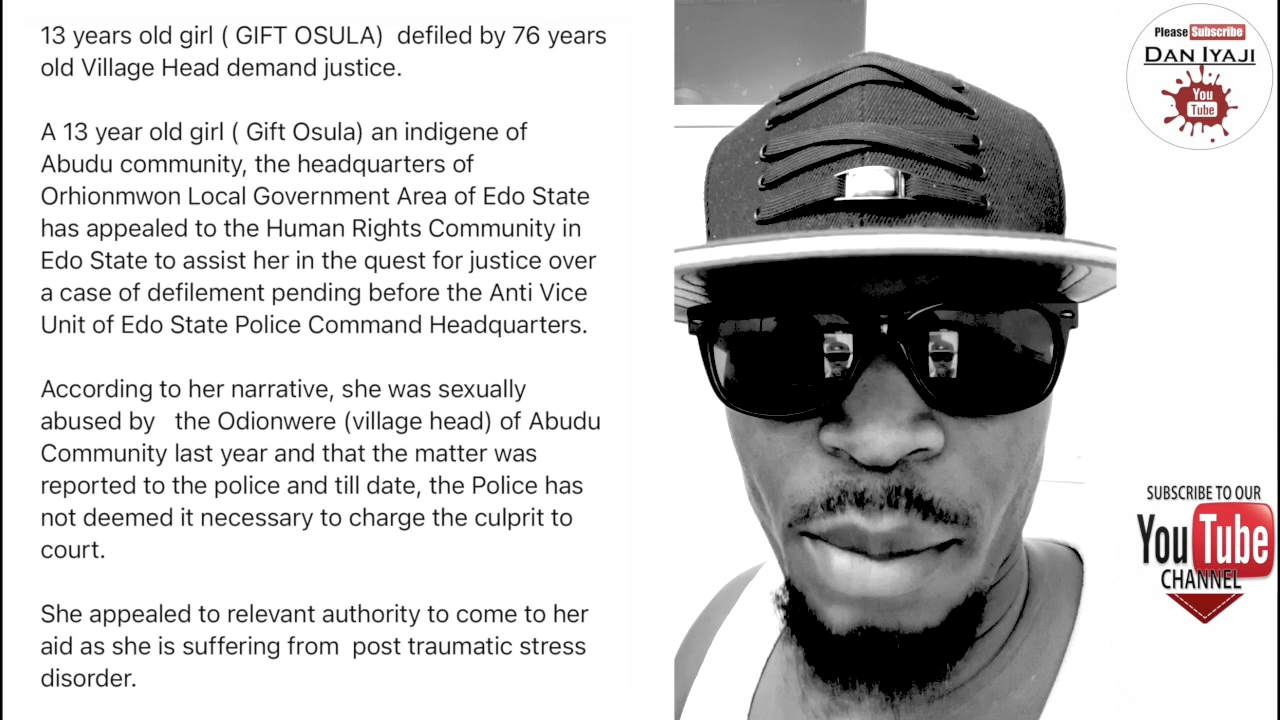 13 years old girl ( GIFT OSULA)  defiled by 76 years
old Village Head demand justice.
A 13 year old girl ( Gift Osula) an indigene of
Abudu community, the headquarters of
Orhionmwon Local Government Area of Edo State
has appealed to the Human Rights Community in
Edo State to assist her in the quest for justice over
a case of defilement pending before the Anti Vice
Unit of Edo State Police Command Headquarters.
According to her narrative, she was sexually
abused by   the Odionwere (village head) of Abudu
Community last year and that the matter was
reported to the police and till date, the Police has
not deemed it necessary to charge the culprit to
court.
She appealed to relevant authority to come to her
aid as she is suffering from  post traumatic stress
disorder.
Please Subscribe
DAN IYAJI
You
Tube
SUBSCRIBE TO OUR
YouTube
CHANNEL